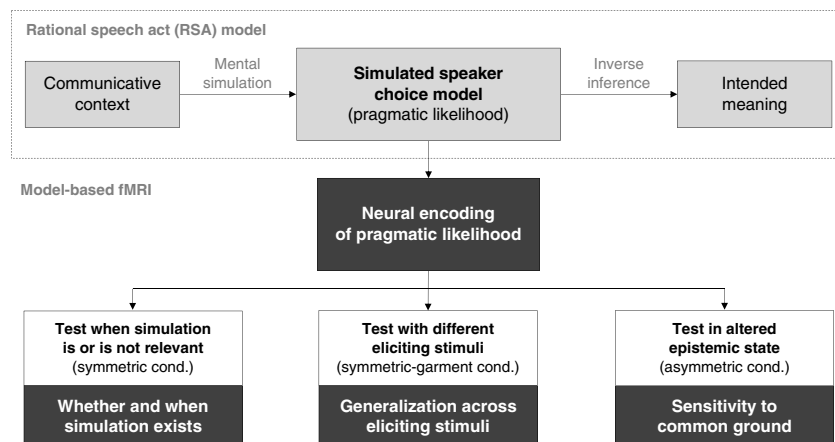 Rational speech act (RSA) model
Communicative
context
Mental
simulation
Simulated speaker
choice model
(pragmatic likelihood)
Inverse
inference
Intended
meaning
Model-based fMRI
Neural encoding
of pragmatic likelihood
Test when simulation
is or is not relevant
(symmetric cond.)
Whether and when
simulation exists
Test with different
eliciting stimuli
(symmetric-garment cond.)
Generalization across
eliciting stimuli
Test in altered
epistemic state
(asymmetric cond.)
Sensitivity to
common ground